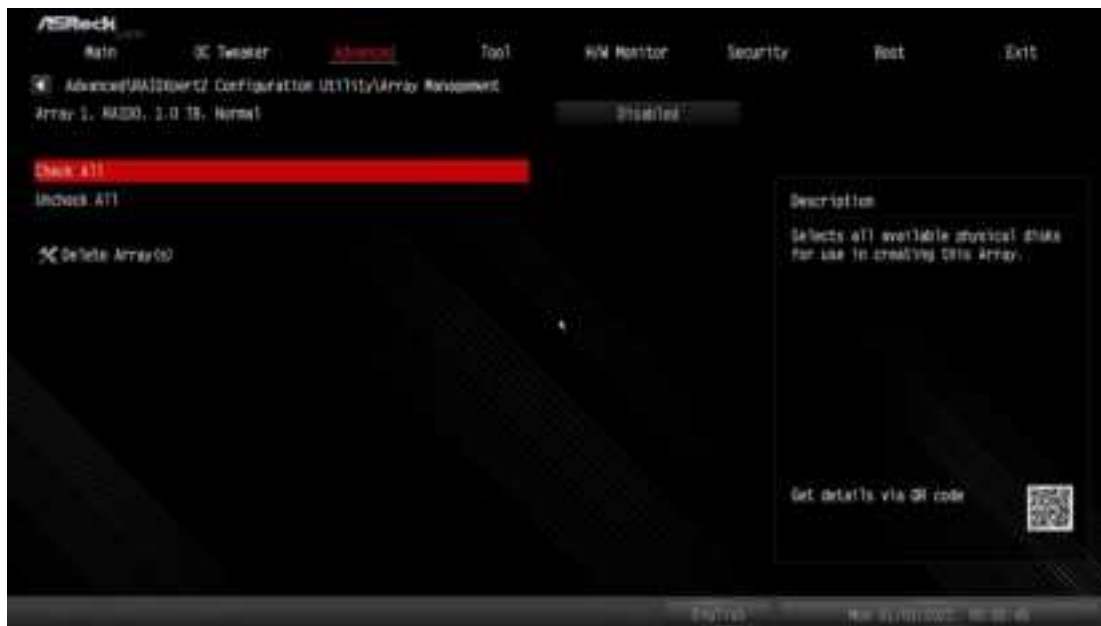 ASRock
Main OC Tweaker Advanced Tool H/W Monitor Security Boot Exit
Advanced\RAIDXpert2 Configuration Utility\Array Management
Array 1, RAID0, 1.0 TB, Normal Disabled
Check All
Uncheck All
Description
Selects all available physical disks
for use in creating this Array.
Delete Array(s)
Get details via QR code
English